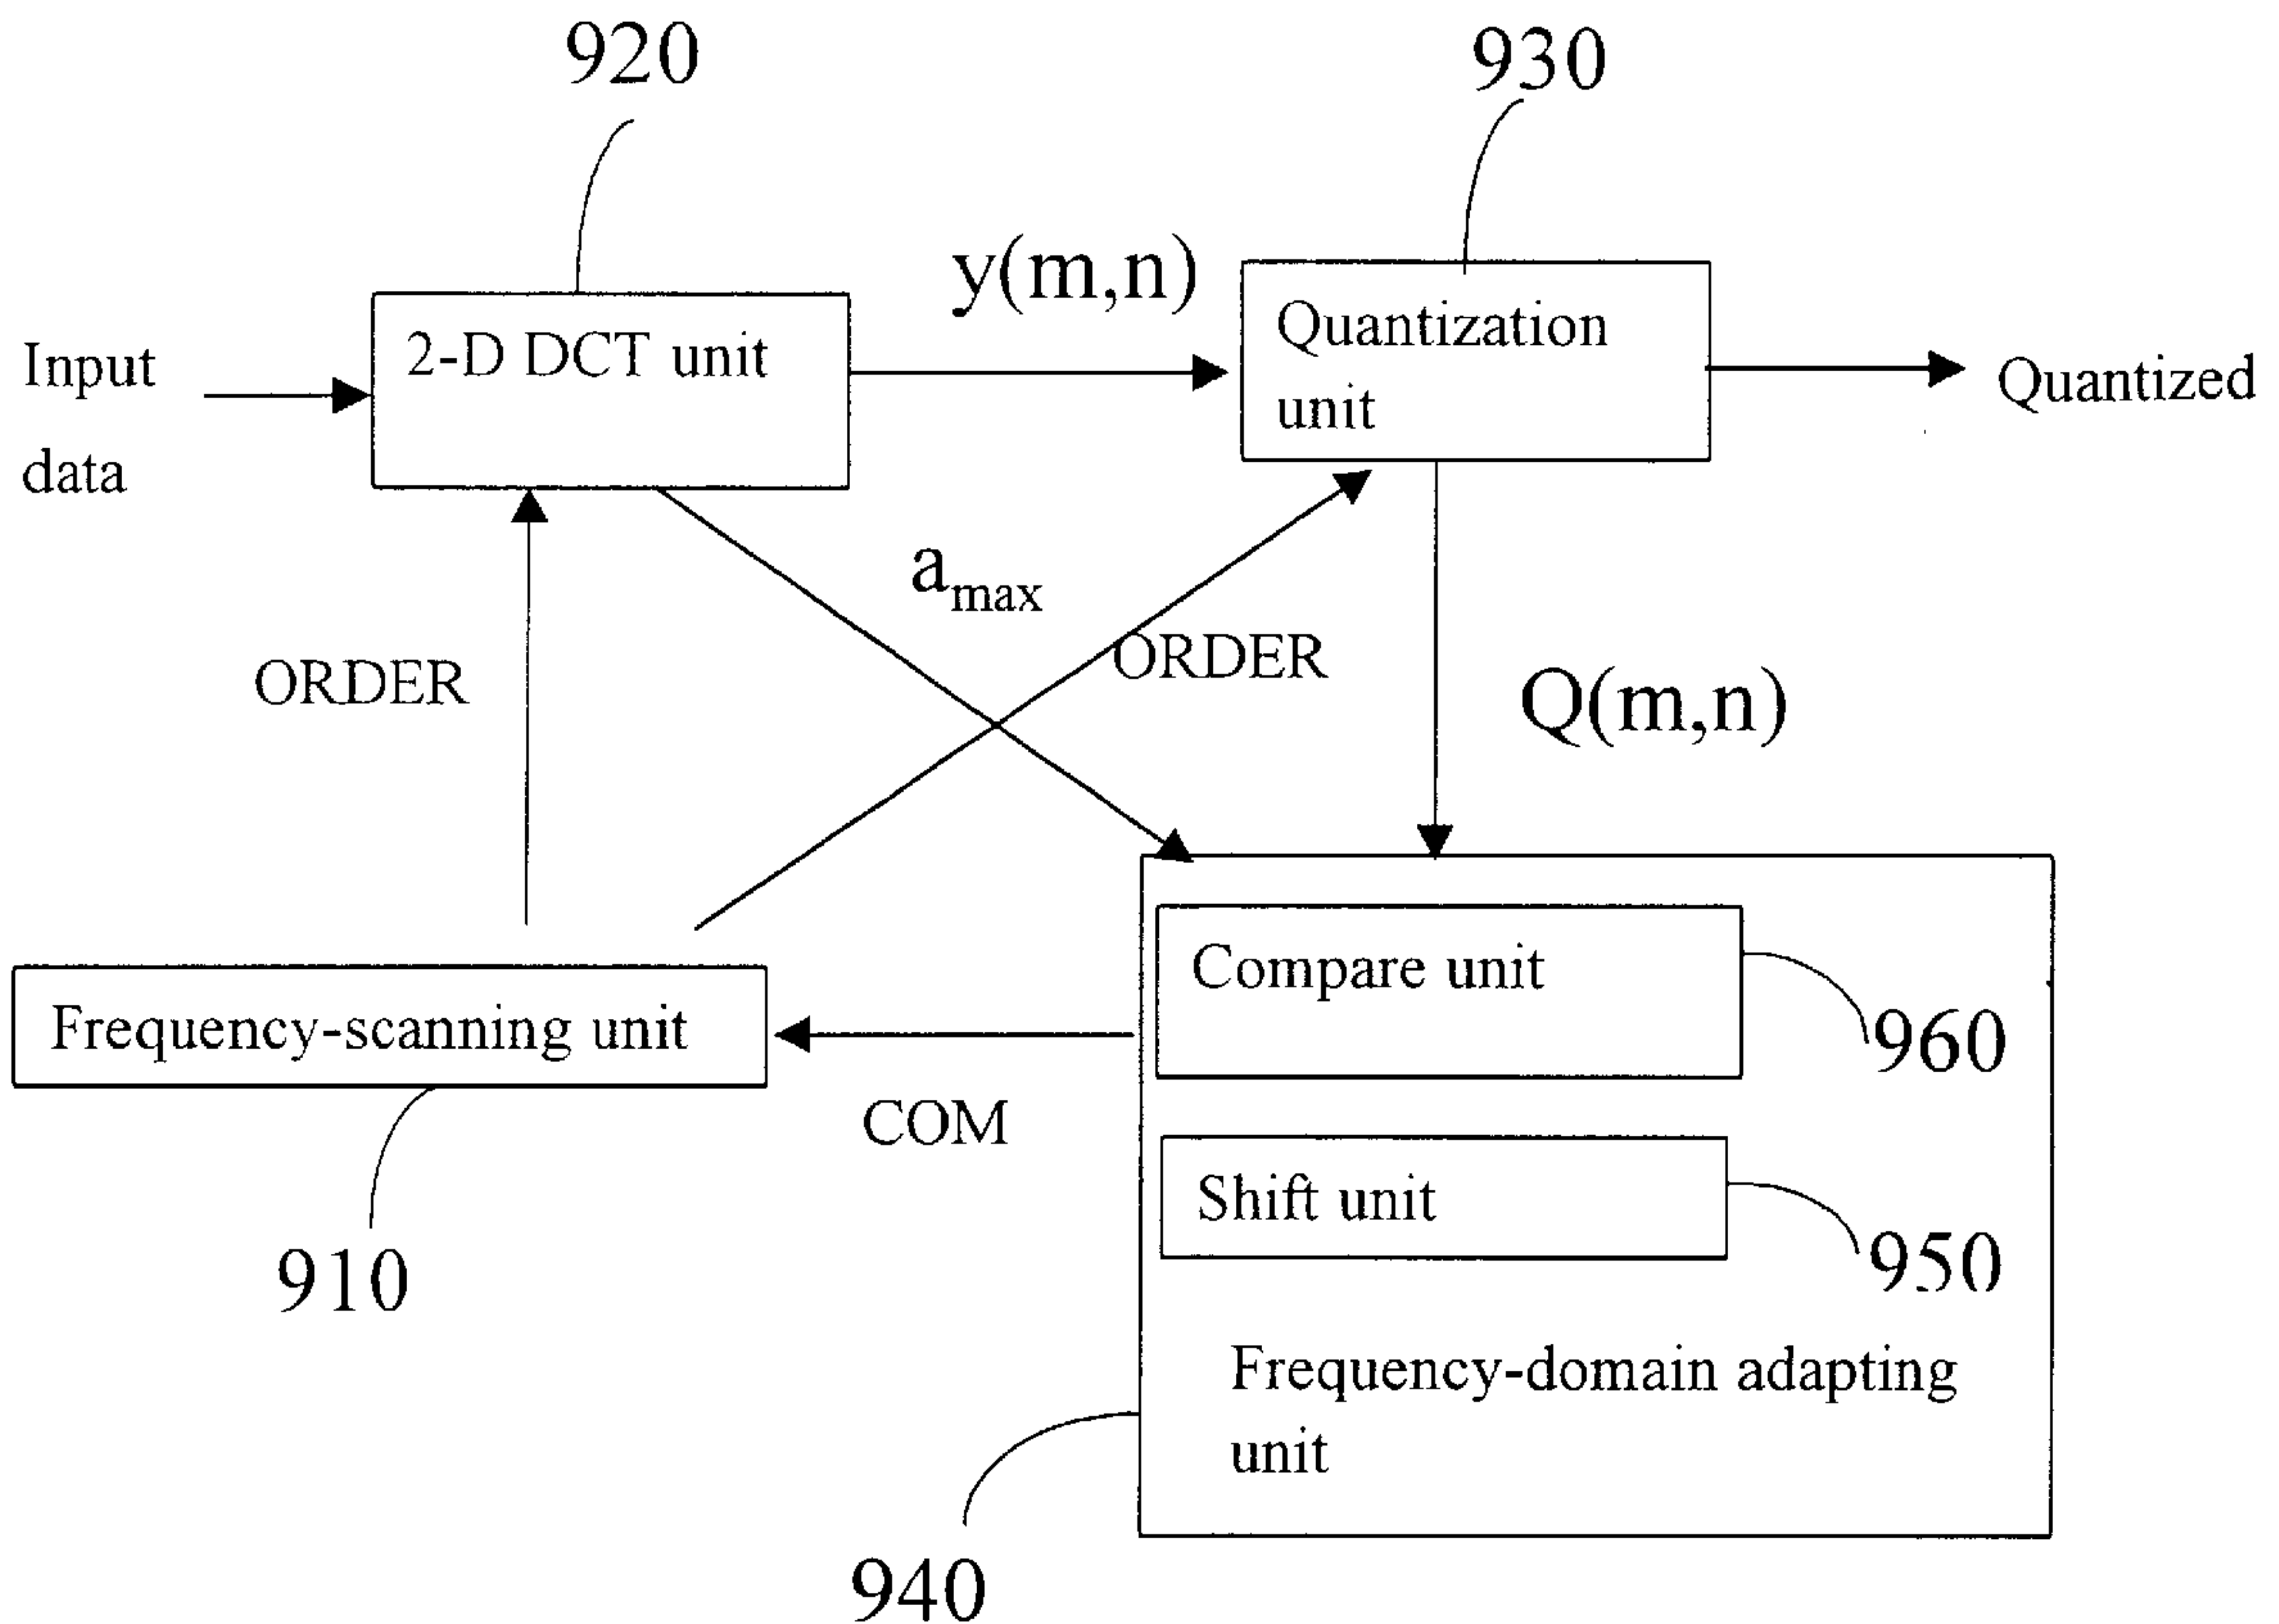 920
930
y(m,n)
2-D DCT unit
Quantization
unit
Input
data
Quantized
a_max
ORDER
ORDER
Q(m,n)
Compare unit
960
Frequency-scanning unit
COM
Shift unit
950
910
Frequency-domain adapting
unit
940